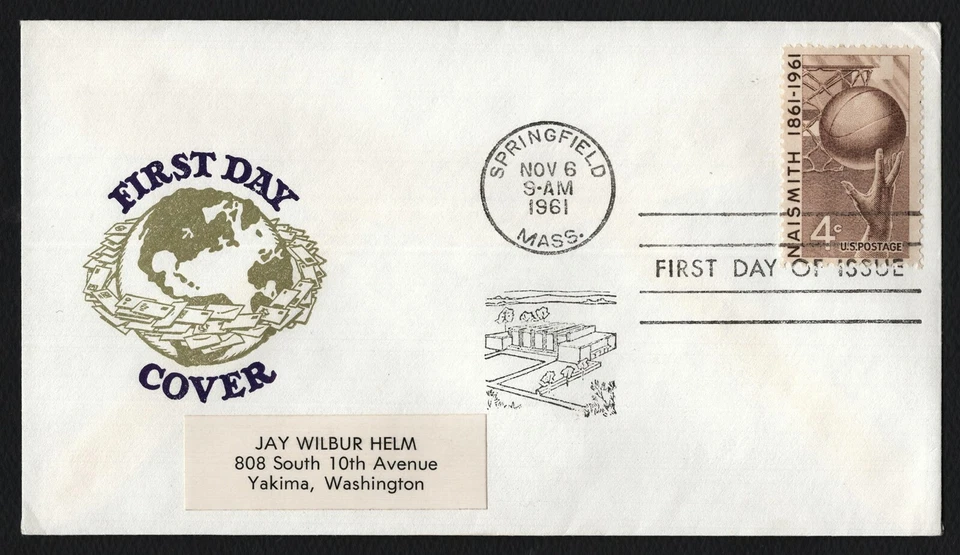 FIRST DAY
COVER
SPRINGFIELD
NOV 6
9-AM
1961
MASS.
NAISMITH 1861-1961
4c
U.S.POSTAGE
FIRST DAY OF ISSUE
JAY WILBUR HELM
808 South 10th Avenue
Yakima, Washington